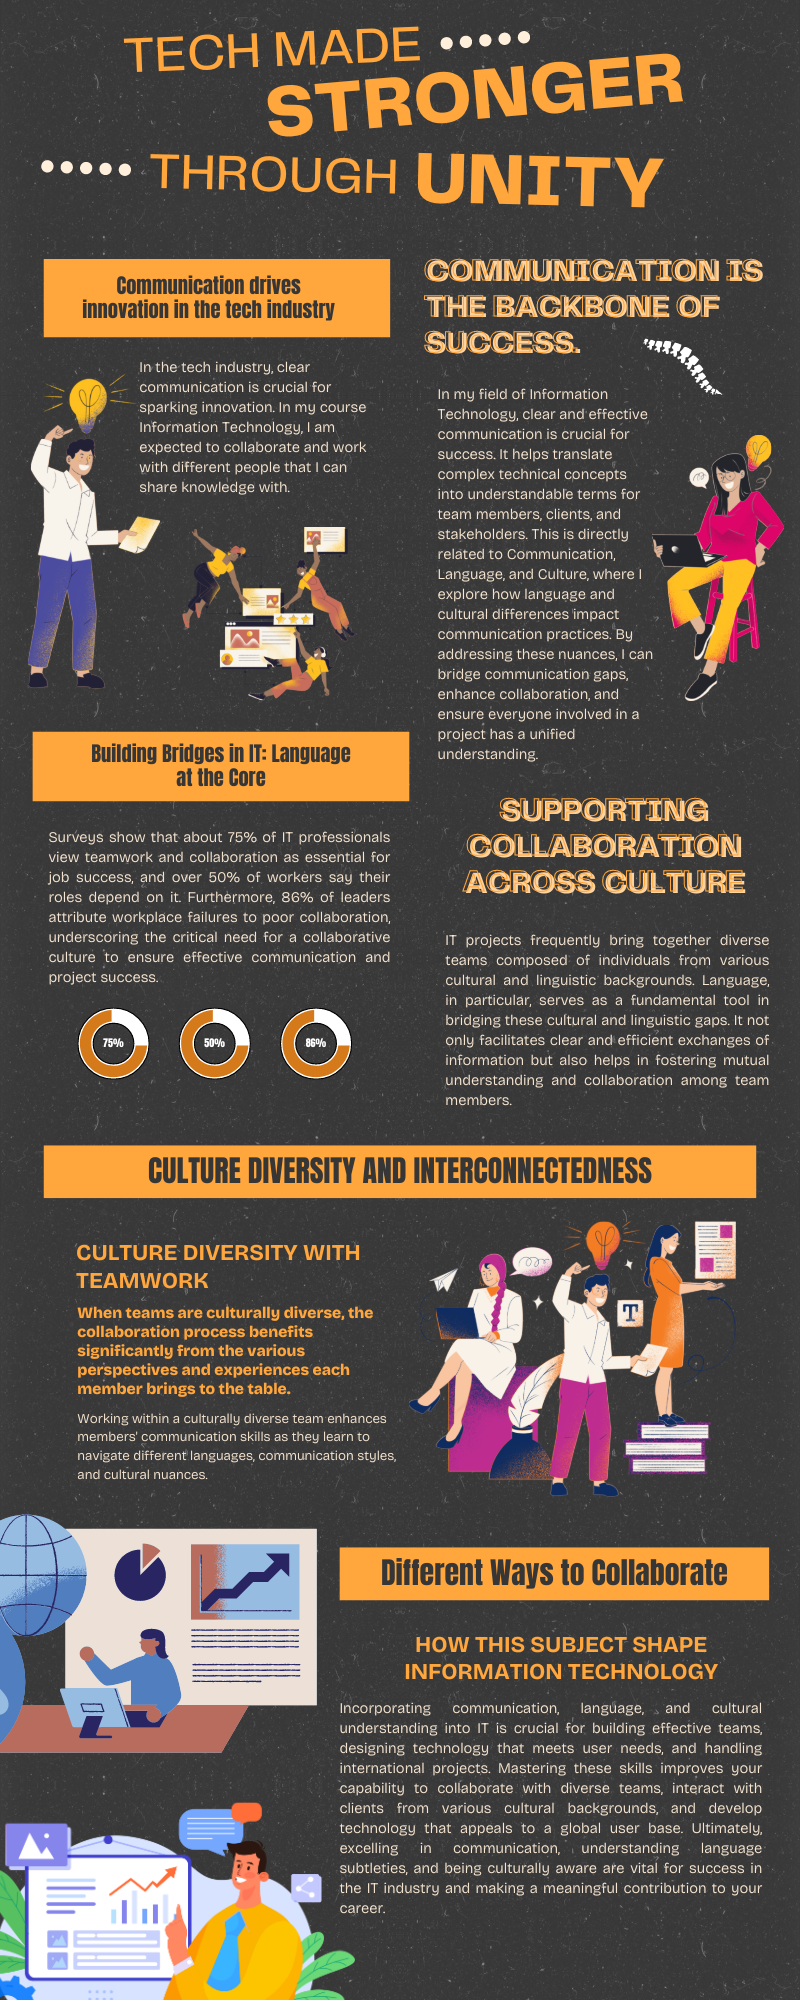 TECH MADE
STRONGER
THROUGH UNITY
Communication drives
innovation in the tech industry
In the tech industry, clear
communication is crucial for
sparking innovation. In my course
Information Technology, I am
expected to collaborate and work
with different people that I can
share knowledge with.
COMMUNICATION IS
THE BACKBONE OF
SUCCESS.
In my field of Information
Technology, clear and effective
communication is crucial for
success. It helps translate
complex technical concepts
into understandable terms for
team members, clients, and
stakeholders. This is directly
related to Communication,
Language, and Culture, where I
explore how language and
cultural differences impact
communication practices. By
addressing these nuances, I can
bridge communication gaps,
enhance collaboration, and
ensure everyone involved in a
project has a unified
understanding.
Building Bridges in IT: Language
at the Core
Surveys show that about 75% of IT professionals
view teamwork and collaboration as essential for
job success, and over 50% of workers say their
roles depend on it. Furthermore, 86% of leaders
attribute workplace failures to poor collaboration,
underscoring the critical need for a collaborative
culture to ensure effective communication and
project success.
75%
50%
86%
SUPPORTING
COLLABORATION
ACROSS CULTURE
IT projects frequently bring together diverse
teams composed of individuals from various
cultural and linguistic backgrounds. Language,
in particular, serves as a fundamental tool in
bridging these cultural and linguistic gaps. It not
only facilitates clear and efficient exchanges of
information but also helps in fostering mutual
understanding and collaboration among team
members.
CULTURE DIVERSITY AND INTERCONNECTEDNESS
CULTURE DIVERSITY WITH
TEAMWORK
When teams are culturally diverse, the
collaboration process benefits
significantly from the various
perspectives and experiences each
member brings to the table.
Working within a culturally diverse team enhances
members' communication skills as they learn to
navigate different languages, communication styles,
and cultural nuances.
T
Different Ways to Collaborate
HOW THIS SUBJECT SHAPE
INFORMATION TECHNOLOGY
Incorporating communication, language, and cultural
understanding into IT is crucial for building effective teams,
designing technology that meets user needs, and handling
international projects. Mastering these skills improves your
capability to collaborate with diverse teams, interact with
clients from various cultural backgrounds, and develop
technology that appeals to a global user base. Ultimately,
excelling in communication, understanding language
subtleties, and being culturally aware are vital for success in
the IT industry and making a meaningful contribution to your
career.